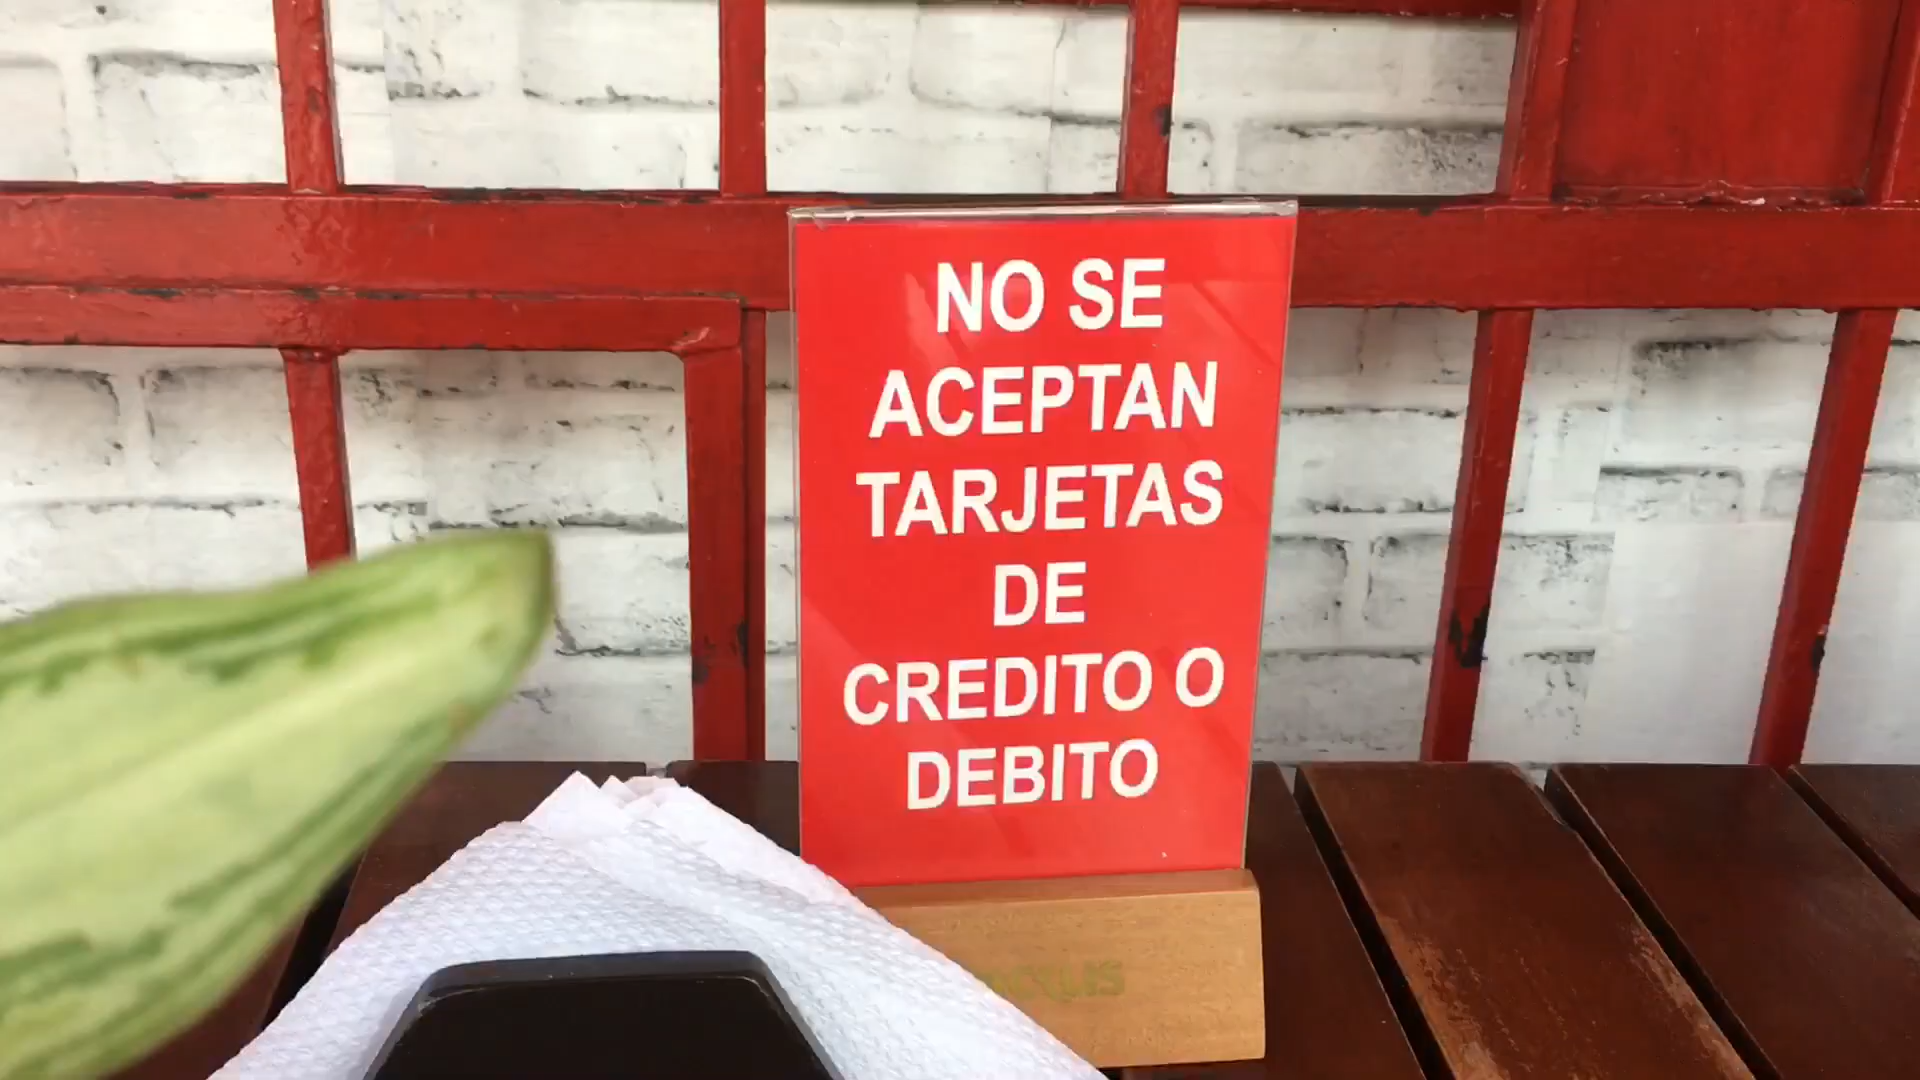 NO SE
ACEPTAN
TARJETAS
DE
CREDITO O
DEBITO